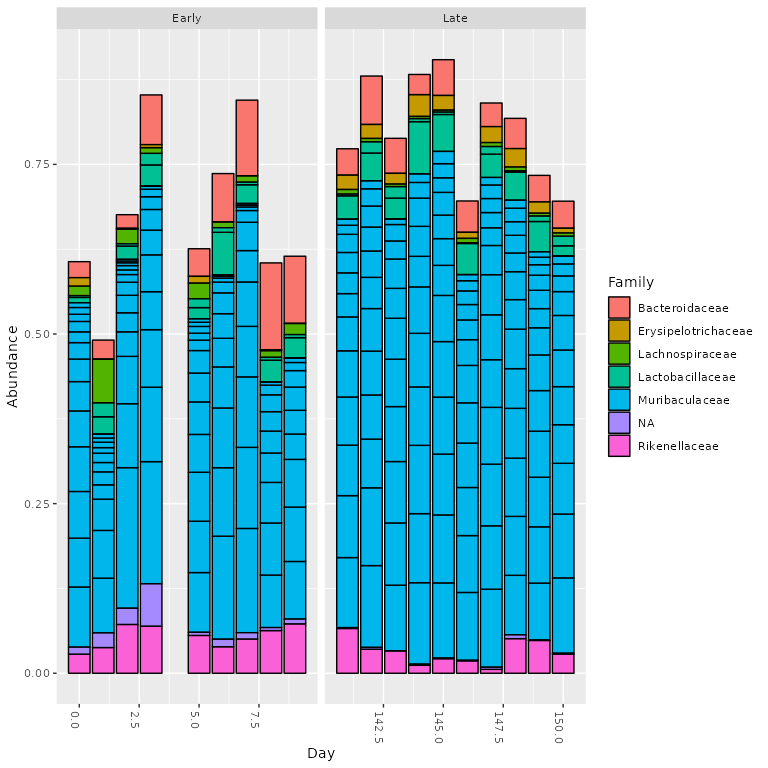 Early Late
0.75
0.50
0.25
0.00
Abundance
0.0 2.5 5.0 7.5 142.5 145.0 147.5 150.0
Day
Family
Bacteroidaceae
Erysipelotrichaceae
Lachnospiraceae
Lactobacillaceae
Muribaculaceae
NA
Rikenellaceae